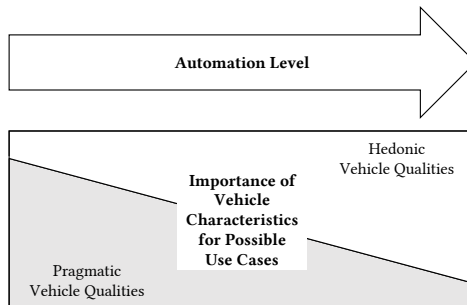 Automation Level
Hedonic
Vehicle Qualities
Importance of
Vehicle
Characteristics
for Possible
Use Cases
Pragmatic
Vehicle Qualities